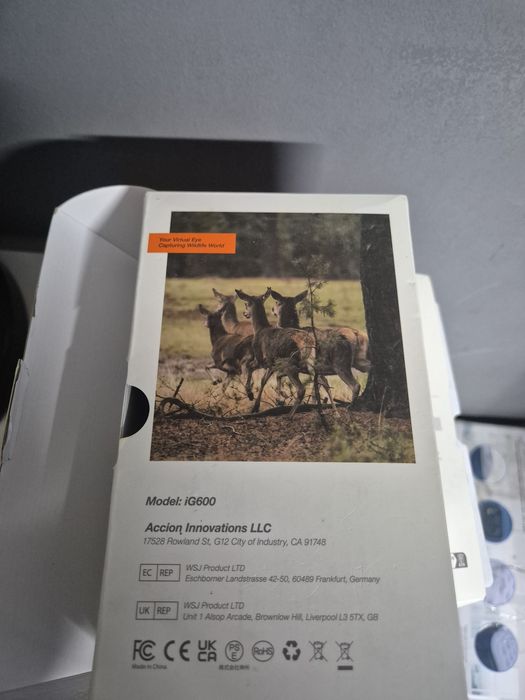 Your Virtual Eye
Capturing Wildlife World
Model: iG600
Accion Innovations LLC
17528 Rowland St, G12 City of Industry, CA 91748
EC REP
WSJ Product LTD
Eschborner Landstrasse 42-50, 60489 Frankfurt, Germany
UK REP
WSJ Product LTD
Unit 1 Alsop Arcade, Brownlow Hill, Liverpool L3 5TX, GB
FC CE UK CA PS E RoHS
Made in China